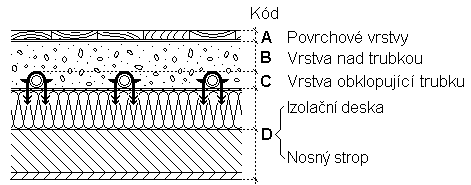 Kód
A Povrchové vrstvy
B Vrstva nad trubkou
C Vrstva obklopující trubku
Izolační deska
D
Nosný strop